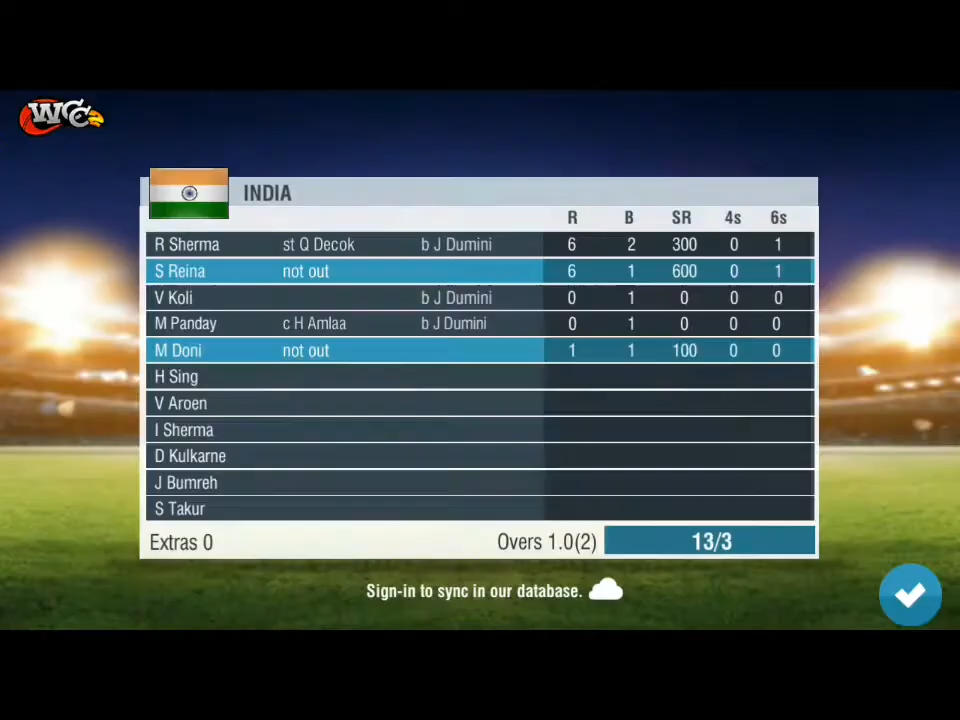 WCC
INDIA
R B SR 4s 6s
R Sherma st Q Decok b J Dumini 6 2 300 0 1
S Reina not out 6 1 600 0 1
V Koli b J Dumini 0 1 0 0 0
M Panday c H Amlaa b J Dumini 0 1 0 0 0
M Doni not out 1 1 100 0 0
H Sing
V Aroen
I Sherma
D Kulkarne
J Bumreh
S Takur
Extras 0 Overs 1.0(2) 13/3
Sign-in to sync in our database.